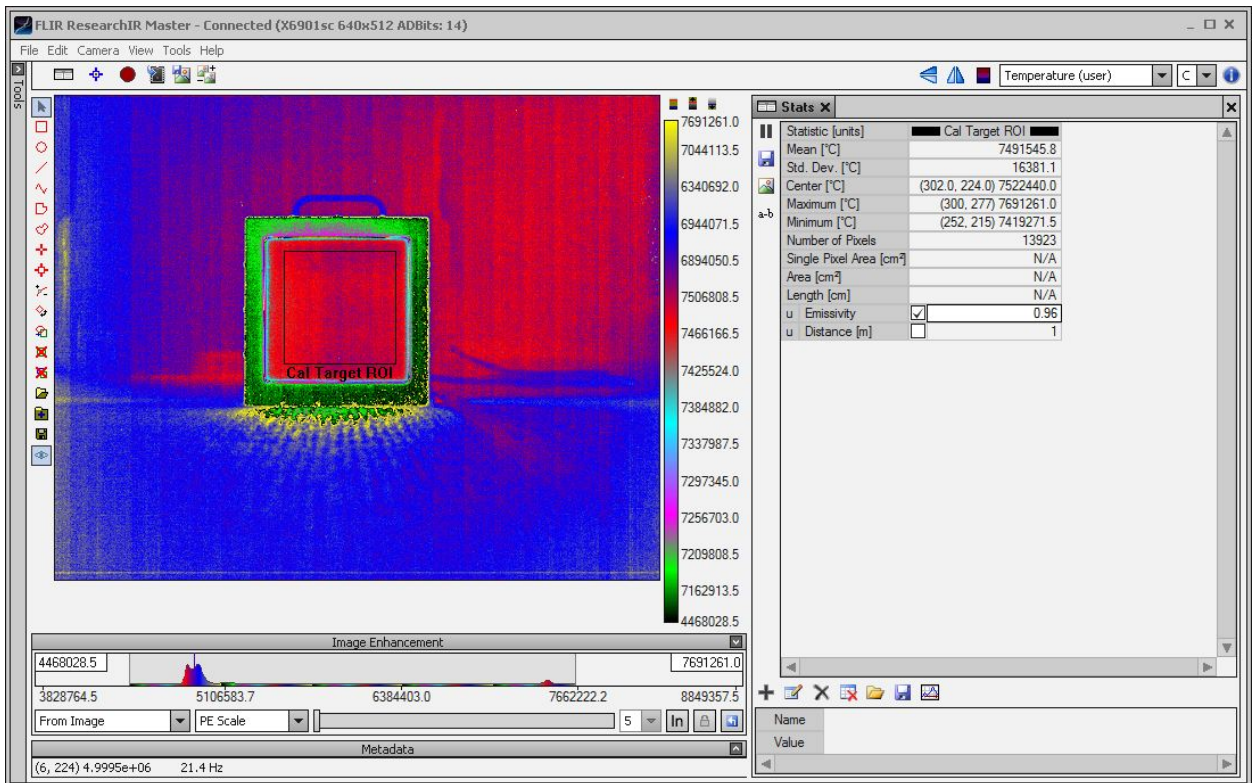 FLIR ResearchIR Master - Connected (X6901sc 640x512 ADBits: 14)
File Edit Camera View Tools Help
Tools
Temperature (user)
C
7691261.0
7044113.5
6340692.0
6944071.5
6894050.5
7506808.5
7466166.5
7425524.0
7384882.0
7337987.5
7297345.0
7256703.0
7209808.5
7162913.5
4468028.5
Cal Target ROI
Image Enhancement
4468028.5
7691261.0
3828764.5 5106583.7 6384403.0 7662222.2 8849357.5
From Image PE Scale 5 ln
Metadata
(6, 224) 4.9995e+06 21.4 Hz
Stats X
a-b
Statistic [units] Cal Target ROI
Mean [°C] 7491545.8
Std. Dev. [°C] 16381.1
Center [°C] (302.0, 224.0) 7522440.0
Maximum [°C] (300, 277) 7691261.0
Minimum [°C] (252, 215) 7419271.5
Number of Pixels 13923
Single Pixel Area [cm²] N/A
Area [cm²] N/A
Length [cm] N/A
u Emissivity 0.96
u Distance [m] 1
Name
Value